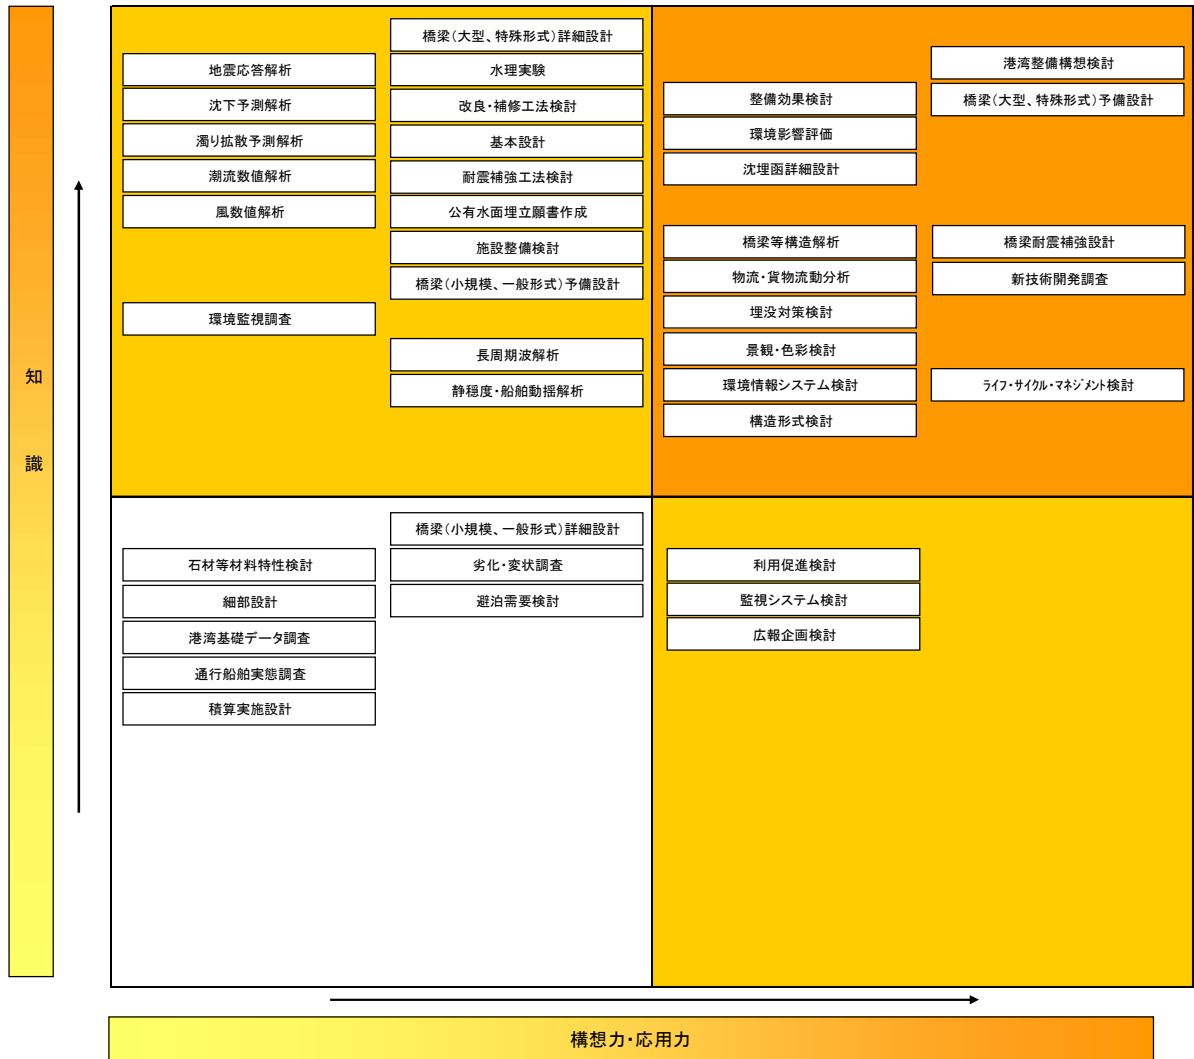 知
識
橋梁(大型、特殊形式)詳細設計
地震応答解析
水理実験
沈下予測解析
改良・補修工法検討
濁り拡散予測解析
基本設計
潮流数値解析
耐震補強工法検討
風数値解析
公有水面埋立願書作成
施設整備検討
橋梁(小規模、一般形式)予備設計
環境監視調査
長周期波解析
静穏度・船舶動揺解析
港湾整備構想検討
整備効果検討
橋梁(大型、特殊形式)予備設計
環境影響評価
沈埋函詳細設計
橋梁等構造解析
橋梁耐震補強設計
物流・貨物流動分析
新技術開発調査
埋没対策検討
景観・色彩検討
環境情報システム検討
ライフ・サイクル・マネジメント検討
構造形式検討
橋梁(小規模、一般形式)詳細設計
石材等材料特性検討
劣化・変状調査
細部設計
避泊需要検討
港湾基礎データ調査
通行船舶実態調査
積算実施設計
利用促進検討
監視システム検討
広報企画検討
構想力・応用力